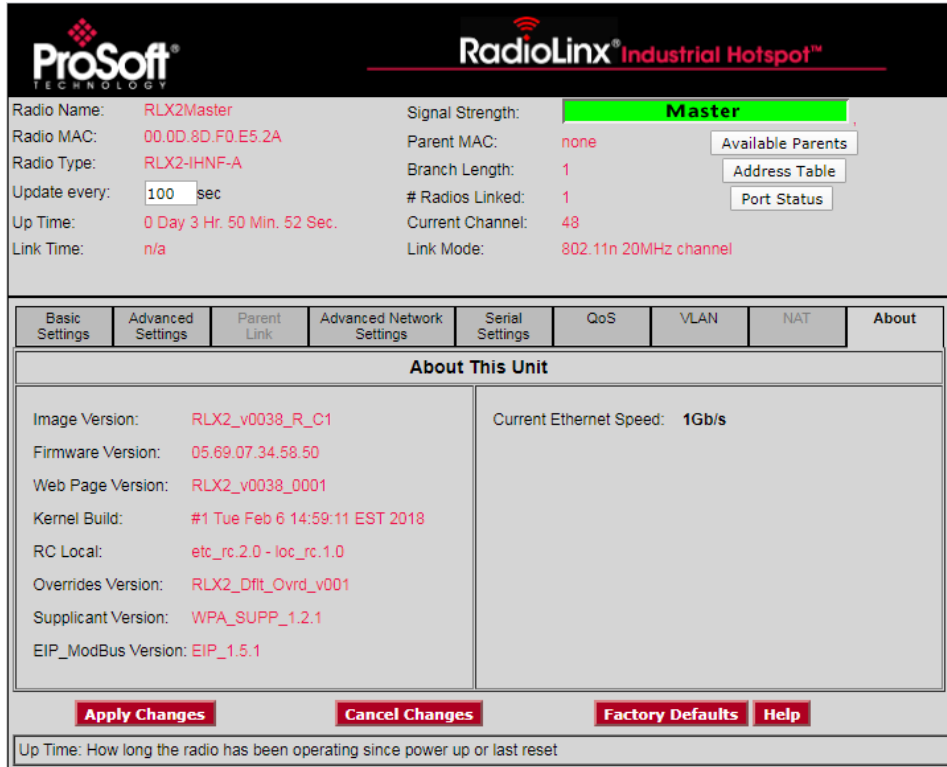 ProSoft®
TECHNOLOGY
RadioLinx® Industrial Hotspot™
Radio Name: RLX2Master
Radio MAC: 00.0D.8D.F0.E5.2A
Radio Type: RLX2-IHNF-A
Update every: 100 sec
Up Time: 0 Day 3 Hr. 50 Min. 52 Sec.
Link Time: n/a
Signal Strength: Master ,
Parent MAC: none Available Parents
Branch Length: 1 Address Table
# Radios Linked: 1 Port Status
Current Channel: 48
Link Mode: 802.11n 20MHz channel
Basic Settings
Advanced Settings
Parent Link
Advanced Network Settings
Serial Settings
QoS
VLAN
NAT
About
About This Unit
Image Version: RLX2_v0038_R_C1
Firmware Version: 05.69.07.34.58.50
Web Page Version: RLX2_v0038_0001
Kernel Build: #1 Tue Feb 6 14:59:11 EST 2018
RC Local: etc_rc.2.0 - loc_rc.1.0
Overrides Version: RLX2_Dflt_Ovrd_v001
Supplicant Version: WPA_SUPP_1.2.1
EIP_ModBus Version: EIP_1.5.1
Current Ethernet Speed: 1Gb/s
Apply Changes Cancel Changes Factory Defaults Help
Up Time: How long the radio has been operating since power up or last reset